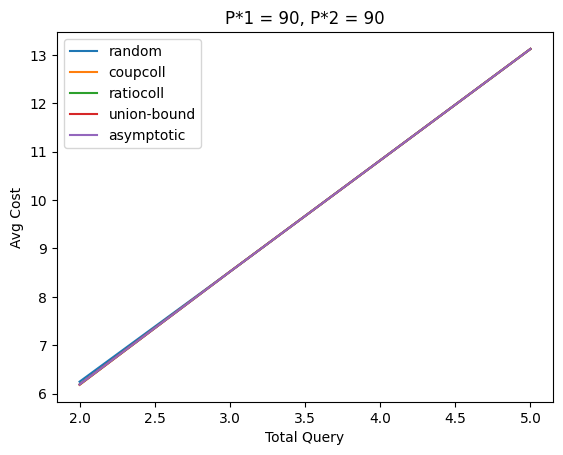 P*1 = 90, P*2 = 90
random
coupcoll
ratiocoll
union-bound
asymptotic
13
12
11
10
9
8
7
6
Avg Cost
2.0 2.5 3.0 3.5 4.0 4.5 5.0
Total Query